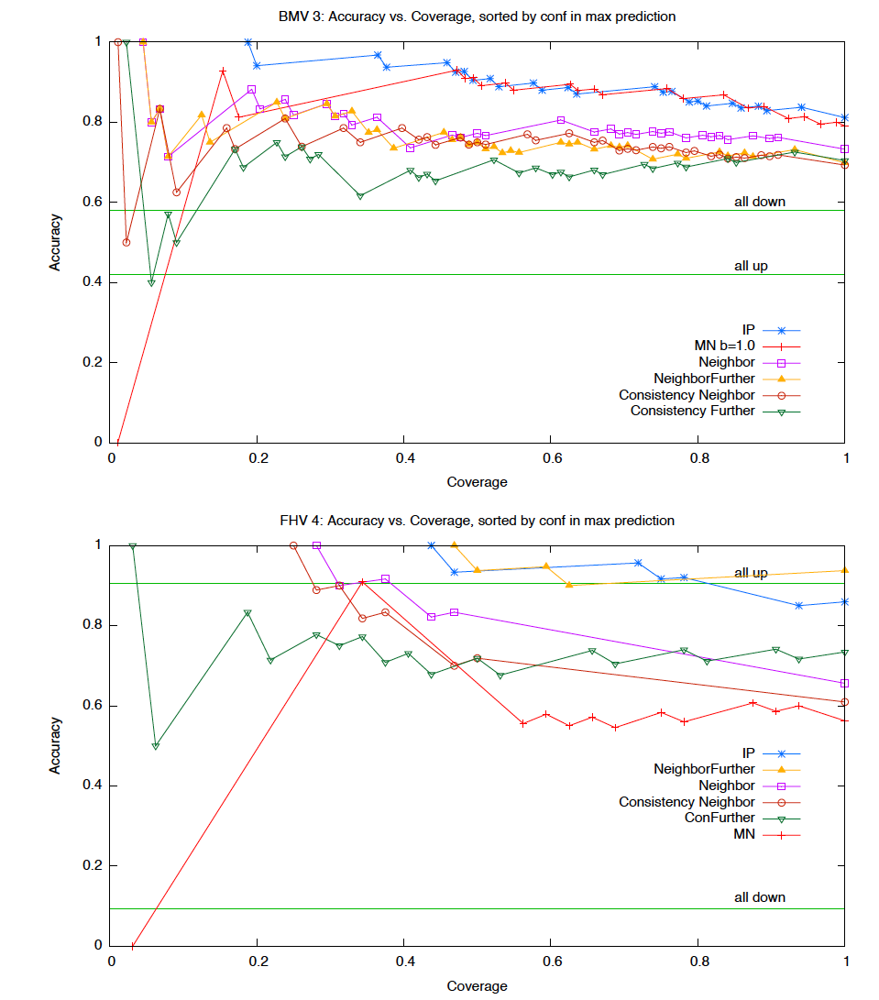 BMV 3: Accuracy vs. Coverage, sorted by conf in max prediction
1
0.8
0.6
0.4
0.2
0
Accuracy
all down
all up
IP
MN b=1.0
Neighbor
NeighborFurther
Consistency Neighbor
Consistency Further
0 0.2 0.4 0.6 0.8 1
Coverage
FHV 4: Accuracy vs. Coverage, sorted by conf in max prediction
1
0.8
0.6
0.4
0.2
0
Accuracy
all up
IP
NeighborFurther
Neighbor
Consistency Neighbor
ConFurther
MN
all down
0 0.2 0.4 0.6 0.8 1
Coverage